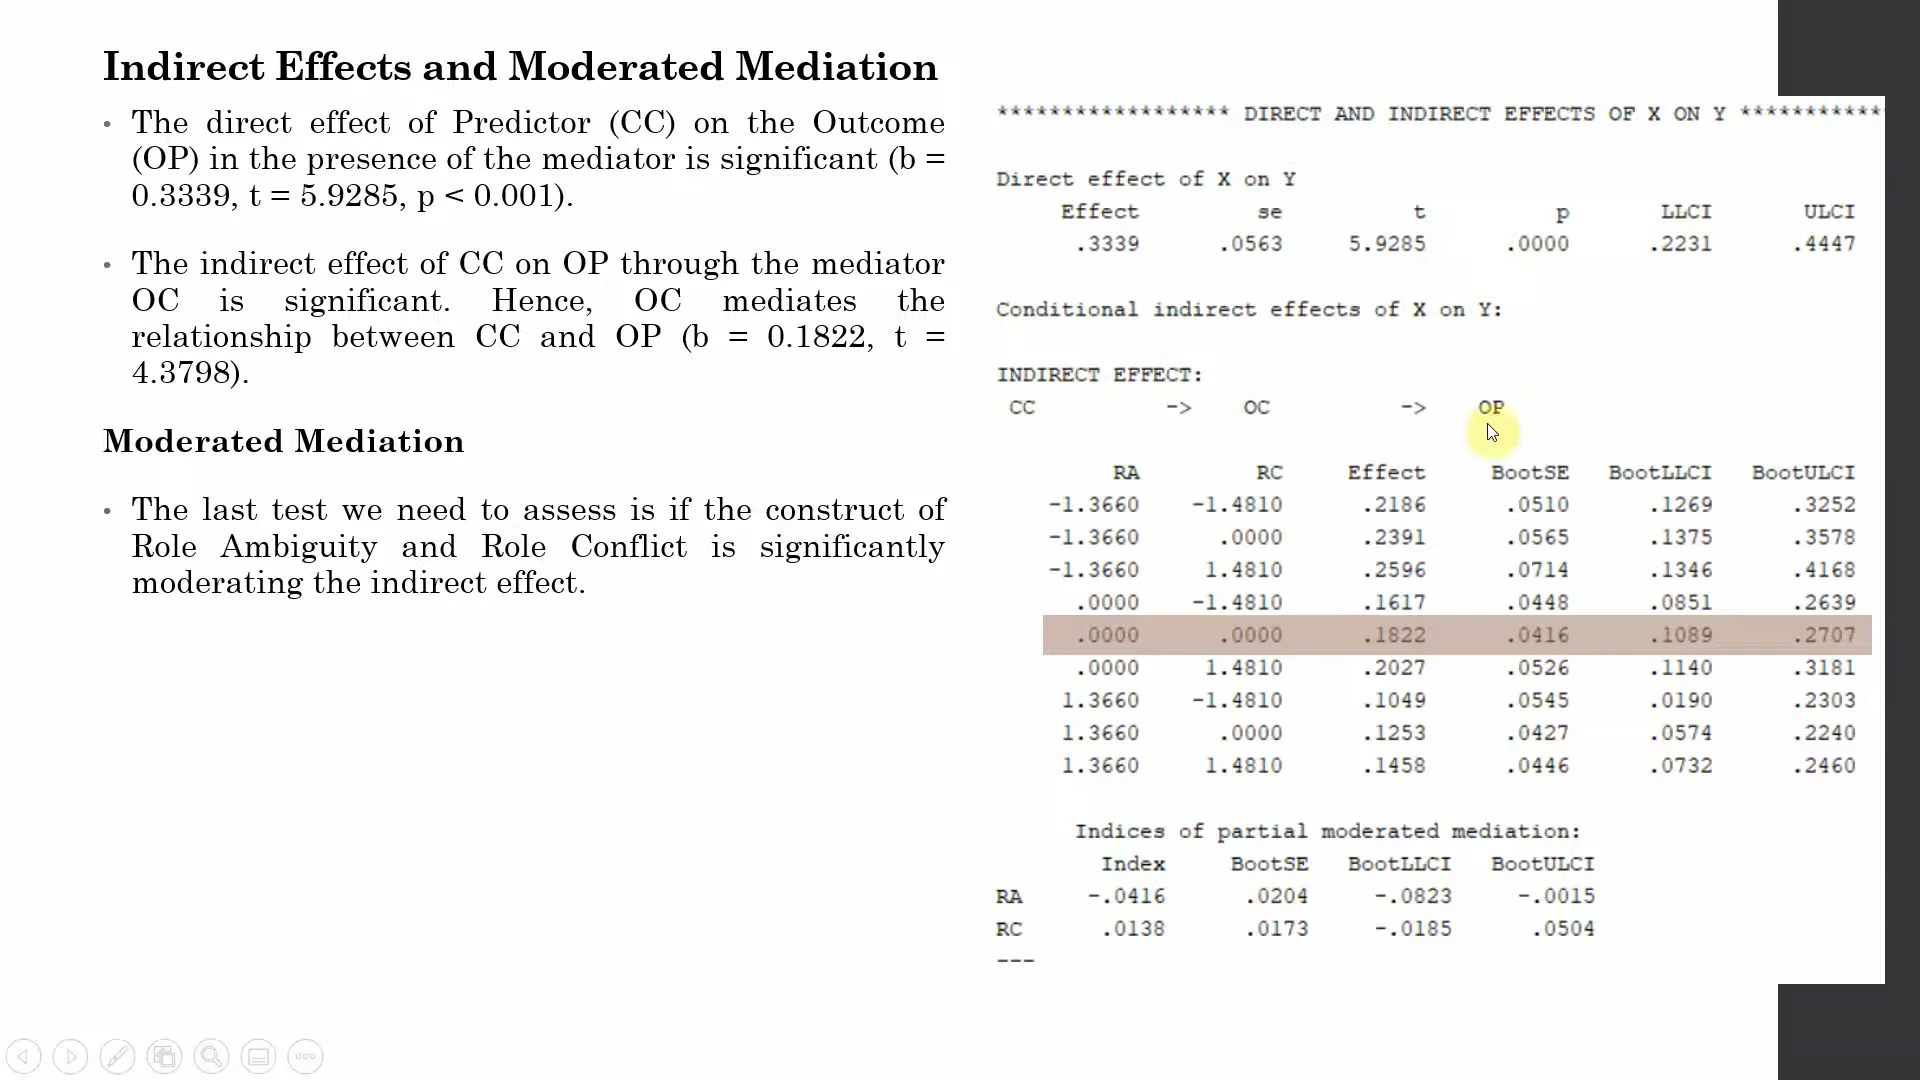 Indirect Effects and Moderated Mediation
• The direct effect of Predictor (CC) on the Outcome
(OP) in the presence of the mediator is significant (b =
0.3339, t = 5.9285, p < 0.001).
• The indirect effect of CC on OP through the mediator
OC is significant. Hence, OC mediates the
relationship between CC and OP (b = 0.1822, t =
4.3798).
Moderated Mediation
• The last test we need to assess is if the construct of
Role Ambiguity and Role Conflict is significantly
moderating the indirect effect.
****************** DIRECT AND INDIRECT EFFECTS OF X ON Y ***********
Direct effect of X on Y
Effect se t p LLCI ULCI
.3339 .0563 5.9285 .0000 .2231 .4447
Conditional indirect effects of X on Y:
INDIRECT EFFECT:
CC -> OC -> OP
RA RC Effect BootSE BootLLCI BootULCI
-1.3660 -1.4810 .2186 .0510 .1269 .3252
-1.3660 .0000 .2391 .0565 .1375 .3578
-1.3660 1.4810 .2596 .0714 .1346 .4168
.0000 -1.4810 .1617 .0448 .0851 .2639
.0000 .0000 .1822 .0416 .1089 .2707
.0000 1.4810 .2027 .0526 .1140 .3181
1.3660 -1.4810 .1049 .0545 .0190 .2303
1.3660 .0000 .1253 .0427 .0574 .2240
1.3660 1.4810 .1458 .0446 .0732 .2460
Indices of partial moderated mediation:
Index BootSE BootLLCI BootULCI
RA -.0416 .0204 -.0823 -.0015
RC .0138 .0173 -.0185 .0504
---